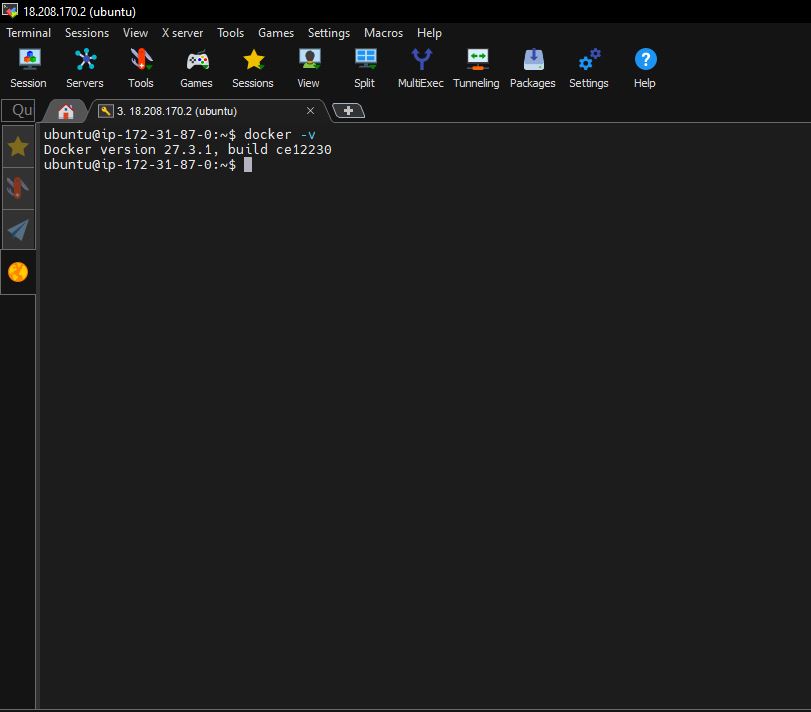 18.208.170.2 (ubuntu)
Terminal Sessions View X server Tools Games Settings Macros Help
Session Servers Tools Games Sessions View Split MultiExec Tunneling Packages Settings Help
Qu 3. 18.208.170.2 (ubuntu)
ubuntu@ip-172-31-87-0:~$ docker -v
Docker version 27.3.1, build ce12230
ubuntu@ip-172-31-87-0:~$